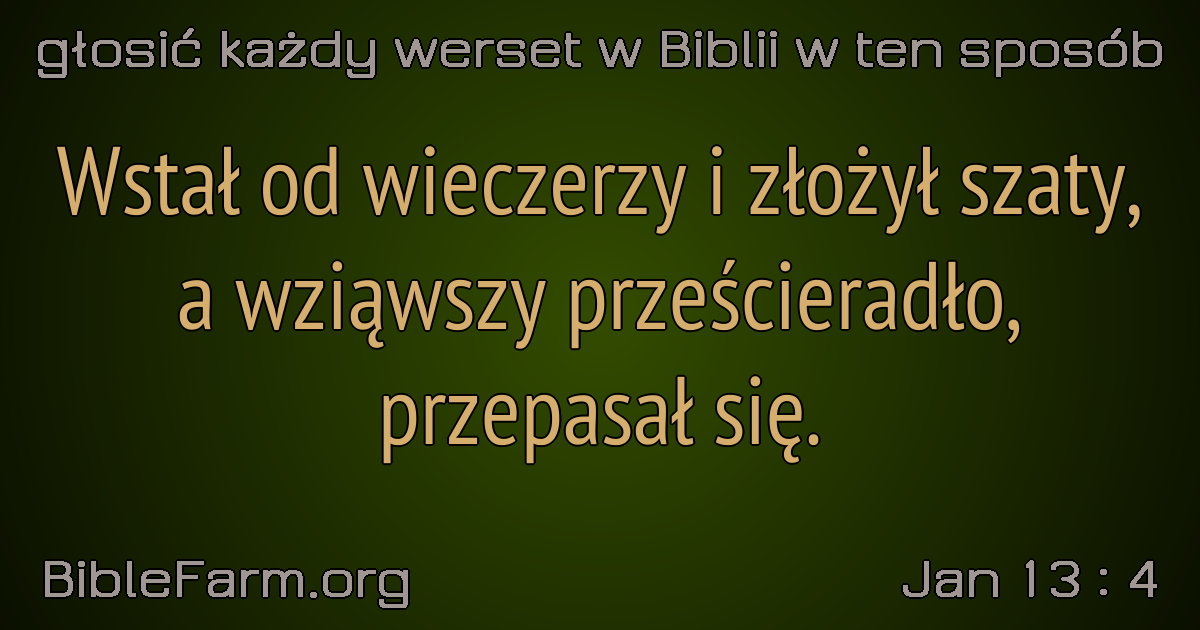 głosić każdy werset w Biblii w ten sposób
Wstał od wieczerzy i złożył szaty,
a wziąwszy prześcieradło,
przepasał się.
BibleFarm.org
Jan 13 : 4